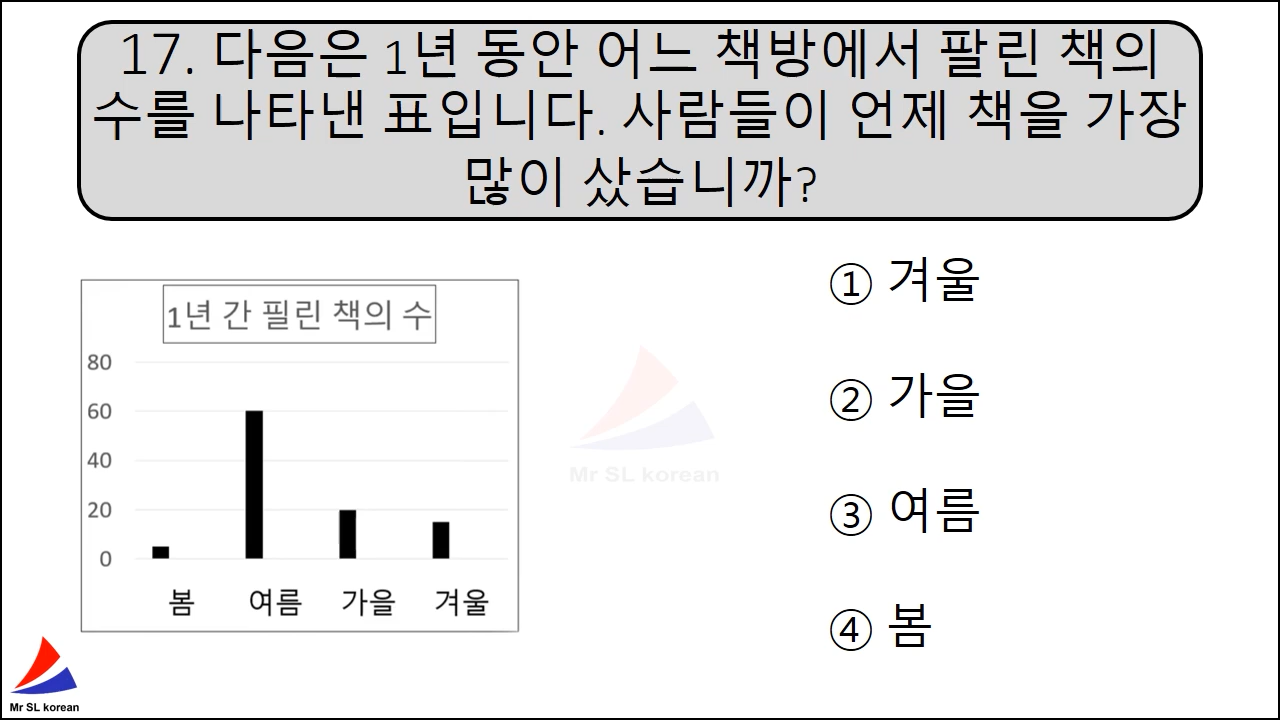 17. 다음은 1년 동안 어느 책방에서 팔린 책의
수를 나타낸 표입니다. 사람들이 언제 책을 가장
많이 샀습니까?
1년 간 필린 책의 수
80
60
40
20
0
봄 여름 가을 겨울
① 겨울
② 가을
③ 여름
④ 봄
Mr SL korean
Mr SL korean